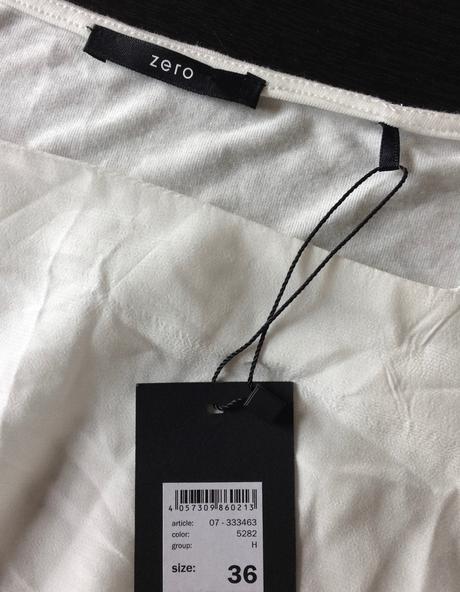 zero
4 057309 860213
article: 07 - 333463
color: 5282
group: H
size: 36